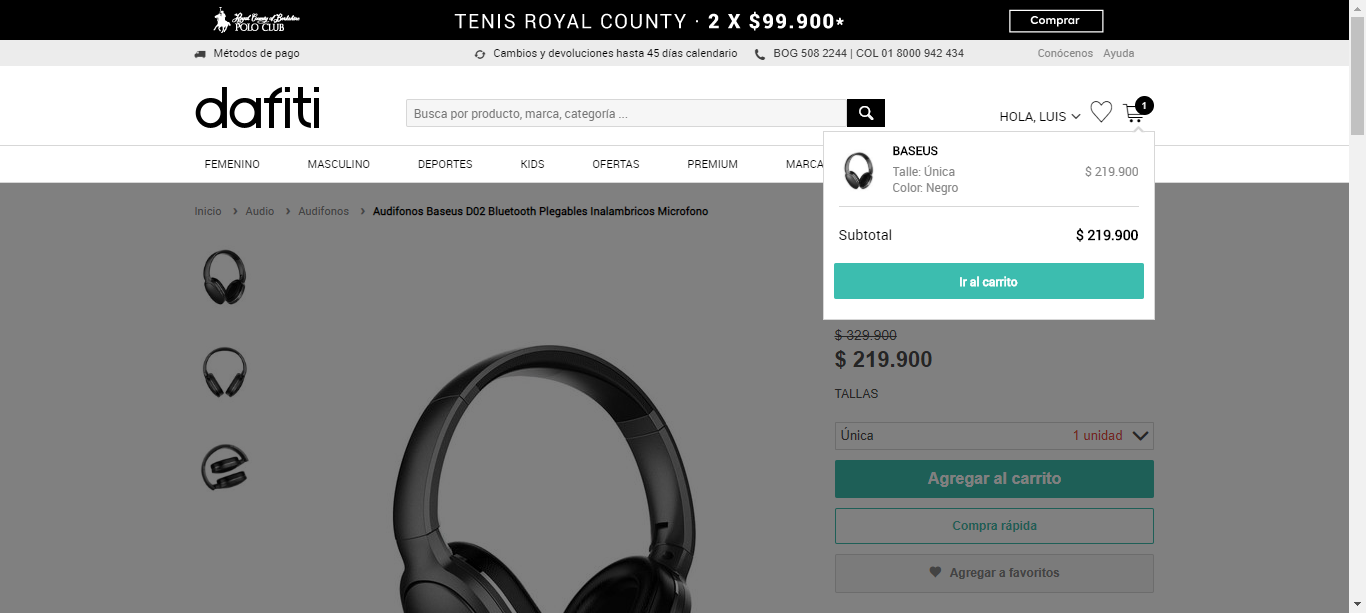 Royal County of Berkshire
POLO CLUB
TENIS ROYAL COUNTY · 2 X $99.900*
Comprar
Métodos de pago
Cambios y devoluciones hasta 45 días calendario
BOG 508 2244 | COL 01 8000 942 434
Conócenos
Ayuda
dafiti
Busca por producto, marca, categoría ...
HOLA, LUIS
1
FEMENINO
MASCULINO
DEPORTES
KIDS
OFERTAS
PREMIUM
MARCA
BASEUS
Talle: Única
$ 219.900
Color: Negro
Subtotal
$ 219.900
Ir al carrito
Inicio › Audio › Audifonos › Audifonos Baseus D02 Bluetooth Plegables Inalambricos Microfono
$ 329.900
$ 219.900
TALLAS
Única
1 unidad
Agregar al carrito
Compra rápida
Agregar a favoritos